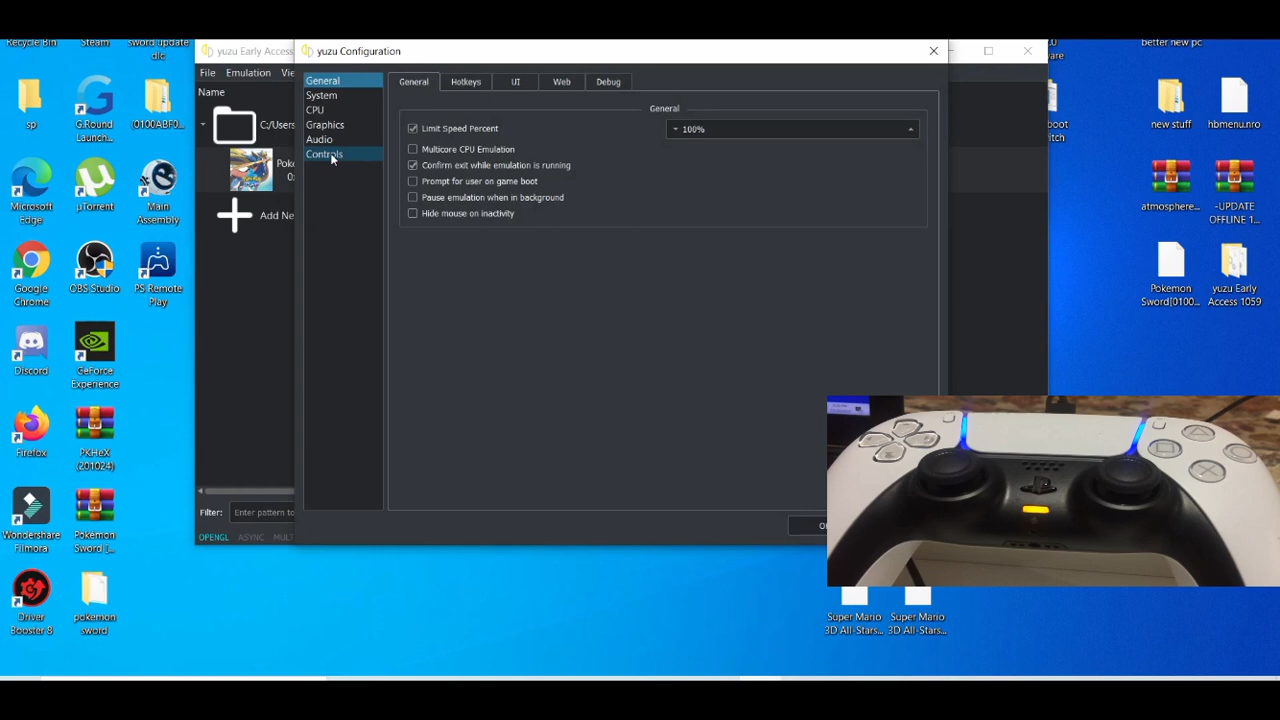 Recycle Bin
Steam
sword update
dlc
sp
G.Round
Launch...
(0100ABF0...
Microsoft
Edge
µTorrent
Main
Assembly
Google
Chrome
OBS Studio
PS Remote
Play
Discord
GeForce
Experience
Firefox
PKHeX
(201024)
Wondershare
Filmora
Pokemon
Sword [...
Driver
Booster 8
pokemon
sword
yuzu Early Access
File Emulation
Name
C:/Users
Poke
Add Ne
Filter:
Enter pattern to
OPENGL ASYNC MULT
yuzu Configuration
General
System
CPU
Graphics
Audio
Controls
General Hotkeys UI Web Debug
General
Limit Speed Percent 100%
Multicore CPU Emulation
Confirm exit while emulation is running
Prompt for user on game boot
Pause emulation when in background
Hide mouse on inactivity
better new pc
new stuff
hbmenu.nro
atmosphere...
-UPDATE
OFFLINE 1...
Pokemon
Sword[0100...
yuzu Early
Access 1059
Super Mario
3D All-Stars...
Super Mario
3D All-Stars...